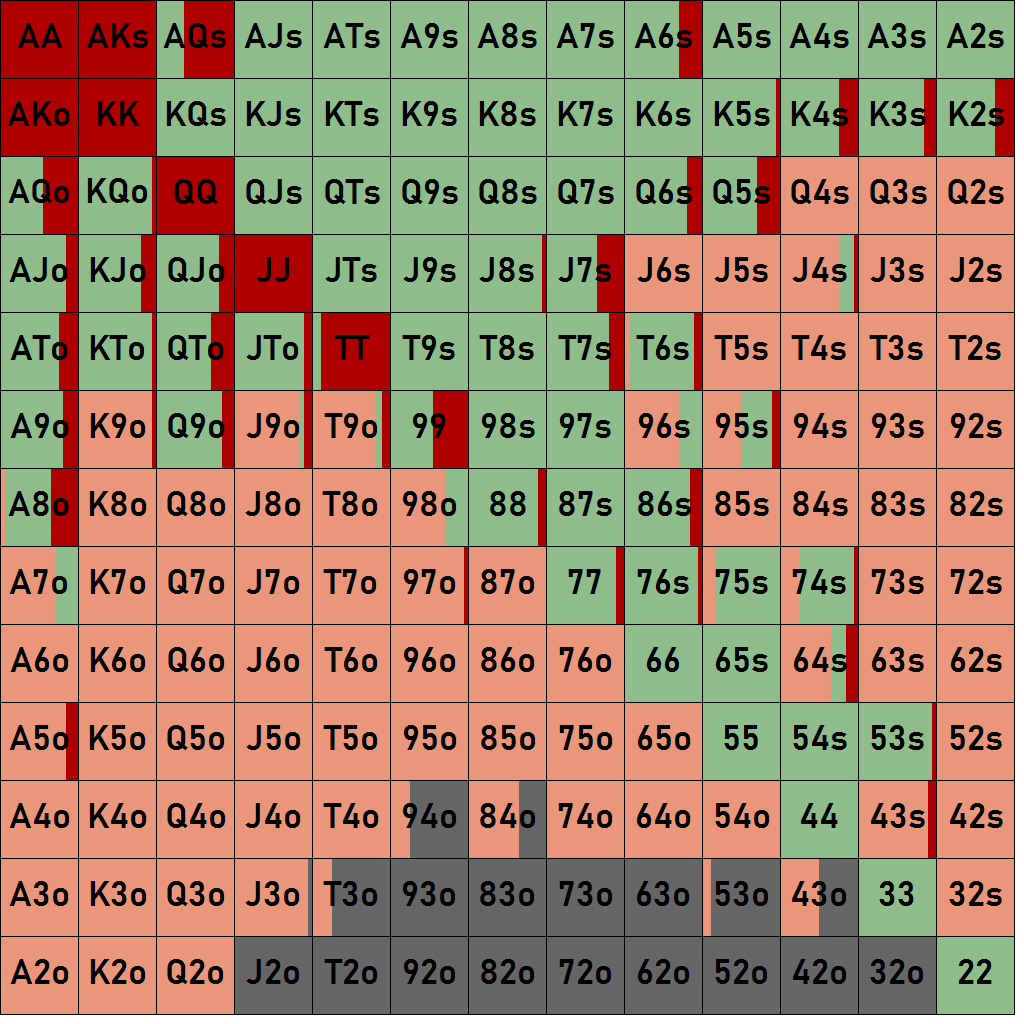 AA AKs AQs AJs ATs A9s A8s A7s A6s A5s A4s A3s A2s
AKo KK KQs KJs KTs K9s K8s K7s K6s K5s K4s K3s K2s
AQo KQo QQ QJs QTs Q9s Q8s Q7s Q6s Q5s Q4s Q3s Q2s
AJo KJo QJo JJ JTs J9s J8s J7s J6s J5s J4s J3s J2s
ATo KTo QTo JTo TT T9s T8s T7s T6s T5s T4s T3s T2s
A9o K9o Q9o J9o T9o 99 98s 97s 96s 95s 94s 93s 92s
A8o K8o Q8o J8o T8o 98o 88 87s 86s 85s 84s 83s 82s
A7o K7o Q7o J7o T7o 97o 87o 77 76s 75s 74s 73s 72s
A6o K6o Q6o J6o T6o 96o 86o 76o 66 65s 64s 63s 62s
A5o K5o Q5o J5o T5o 95o 85o 75o 65o 55 54s 53s 52s
A4o K4o Q4o J4o T4o 94o 84o 74o 64o 54o 44 43s 42s
A3o K3o Q3o J3o T3o 93o 83o 73o 63o 53o 43o 33 32s
A2o K2o Q2o J2o T2o 92o 82o 72o 62o 52o 42o 32o 22